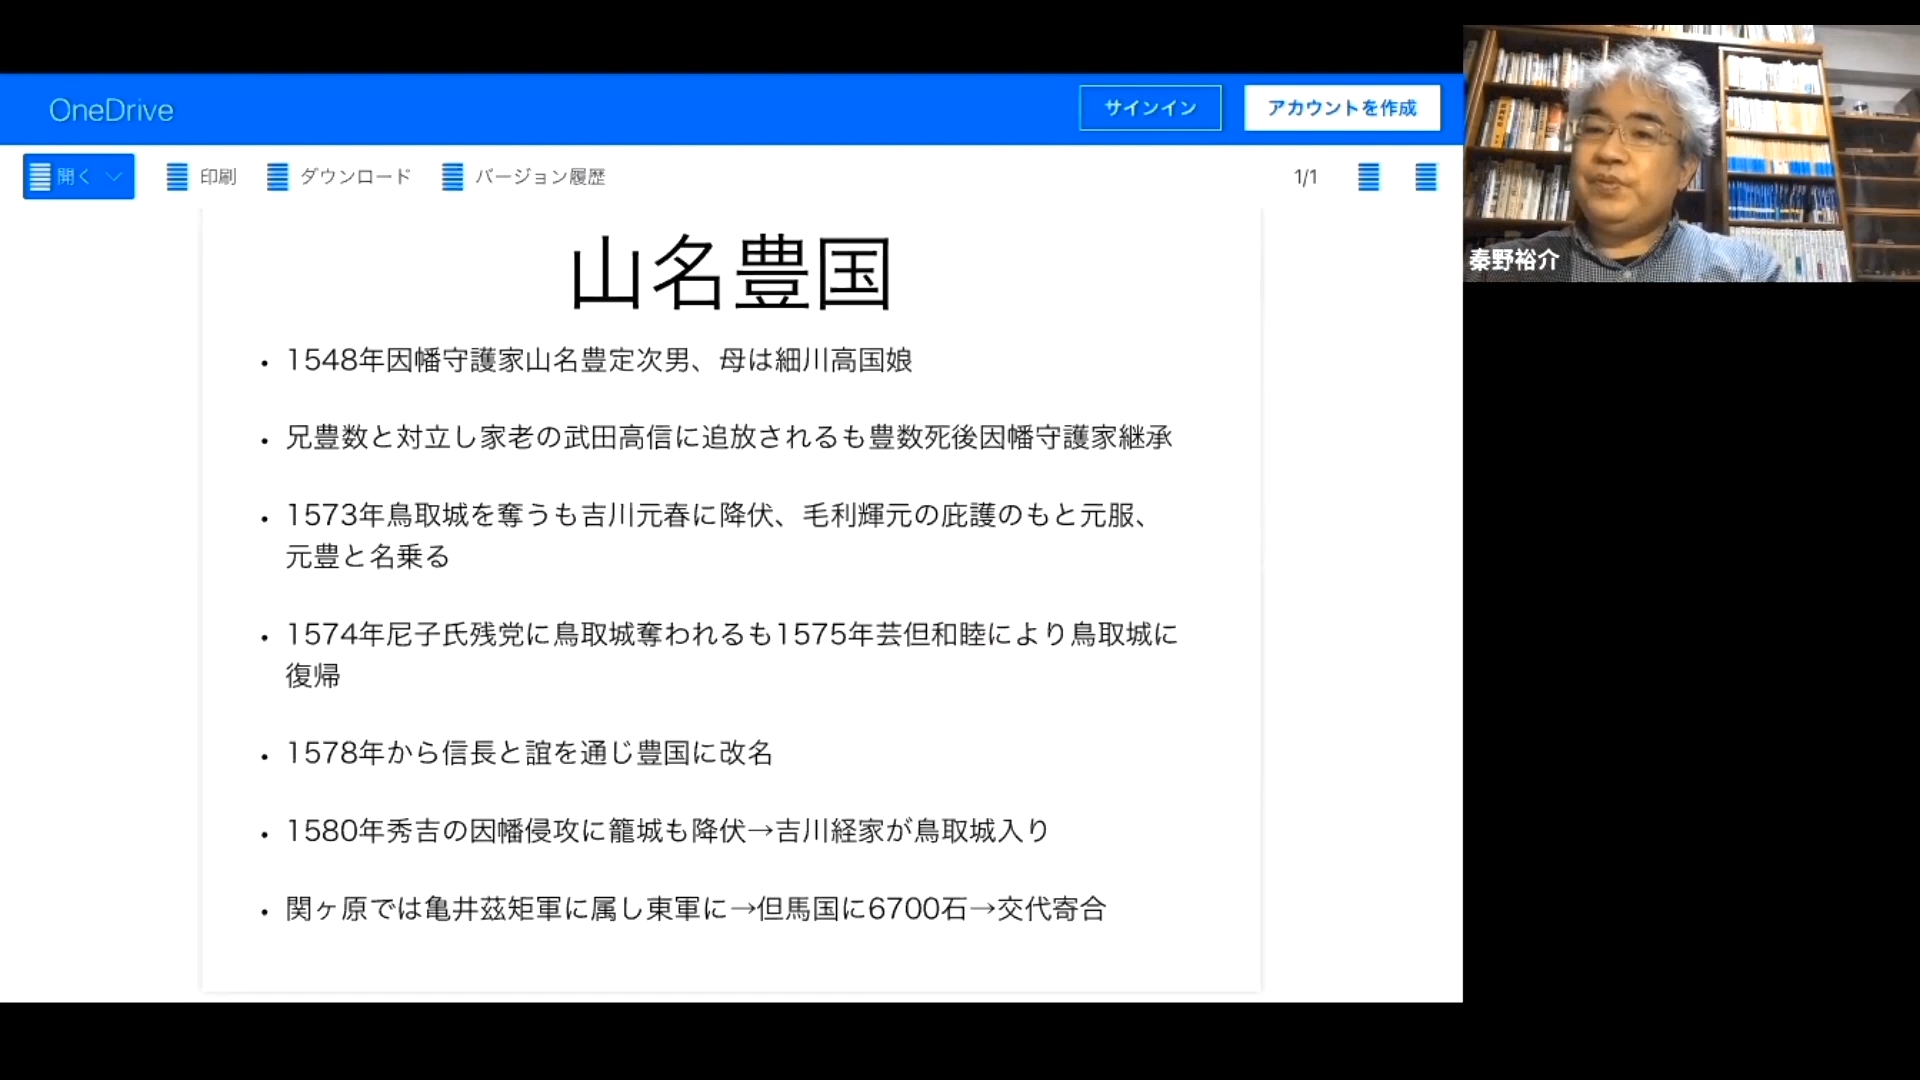 OneDrive
サインイン
アカウントを作成
開く
印刷
ダウンロード
バージョン履歴
1/1
山名豊国
• 1548年因幡守護家山名豊定次男、母は細川高国娘
• 兄豊数と対立し家老の武田高信に追放されるも豊数死後因幡守護家継承
• 1573年鳥取城を奪うも吉川元春に降伏、毛利輝元の庇護のもと元服、
元豊と名乗る
• 1574年尼子氏残党に鳥取城奪われるも1575年芸但和睦により鳥取城に
復帰
• 1578年から信長と誼を通じ豊国に改名
• 1580年秀吉の因幡侵攻に籠城も降伏→吉川経家が鳥取城入り
• 関ヶ原では亀井茲矩軍に属し東軍に→但馬国に6700石→交代寄合
秦野裕介